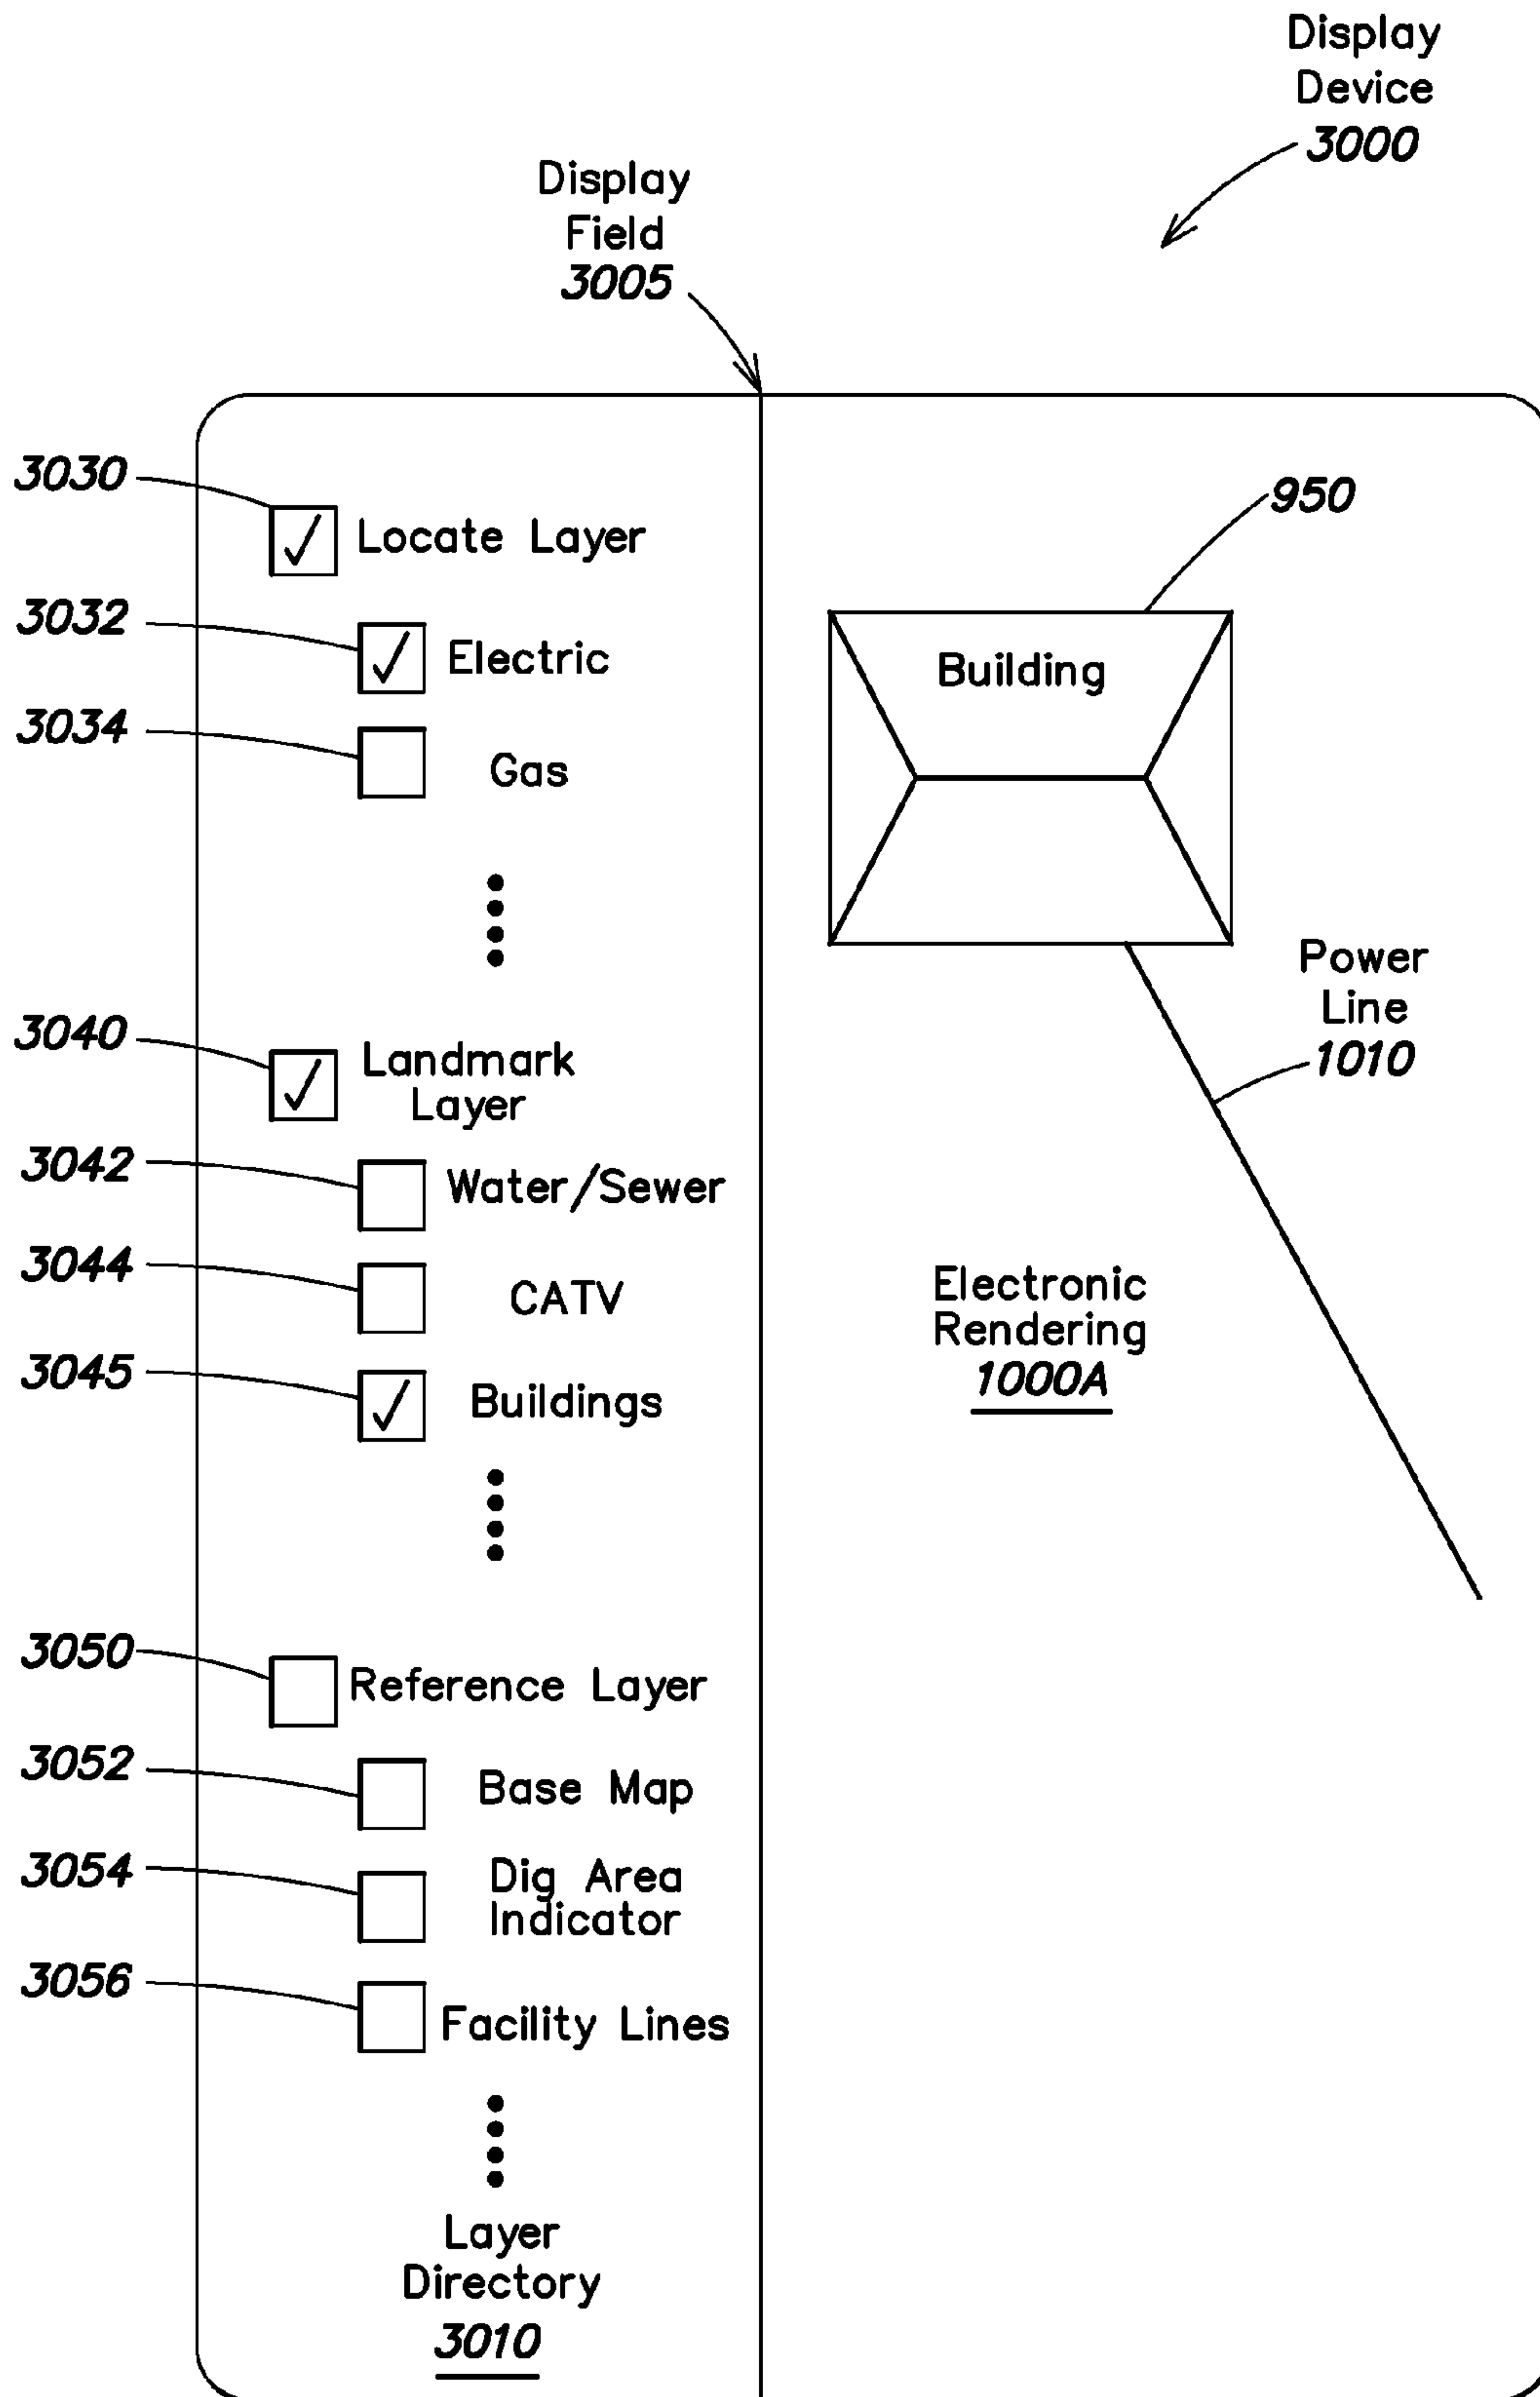 Display
Device
3000
Display
Field
3005
3030
Locate Layer
3032
Electric
3034
Gas
3040
Landmark
Layer
3042
Water/Sewer
3044
CATV
3045
Buildings
3050
Reference Layer
3052
Base Map
3054
Dig Area
Indicator
3056
Facility Lines
Layer
Directory
3010
950
Building
Power
Line
1010
Electronic
Rendering
1000A